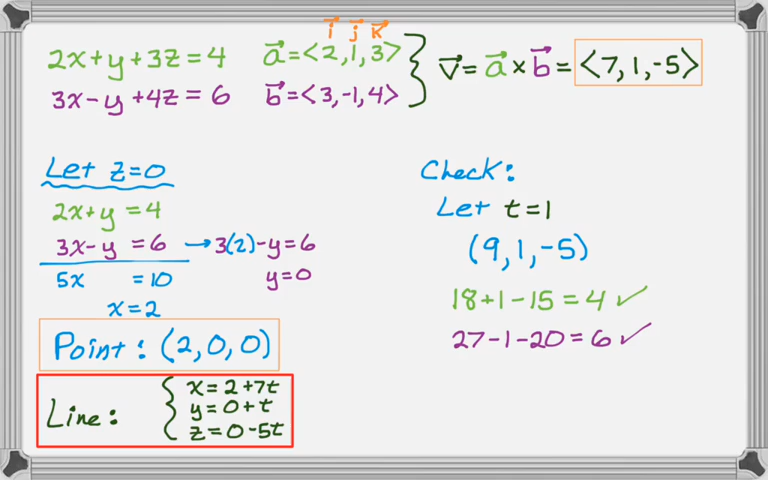 i⃗ j⃗ k⃗
2x+y+3z=4 a⃗=<2,1,3>
3x-y+4z=6 b⃗=<3,-1,4>
v⃗=a⃗×b⃗=<7,1,-5>
Let z=0
2x+y=4
3x-y=6 →3(2)-y=6
5x =10 y=0
x=2
Point: (2,0,0)
Line: { x=2+7t
y=0+t
z=0-5t
Check:
Let t=1
(9,1,-5)
18+1-15=4 ✓
27-1-20=6 ✓